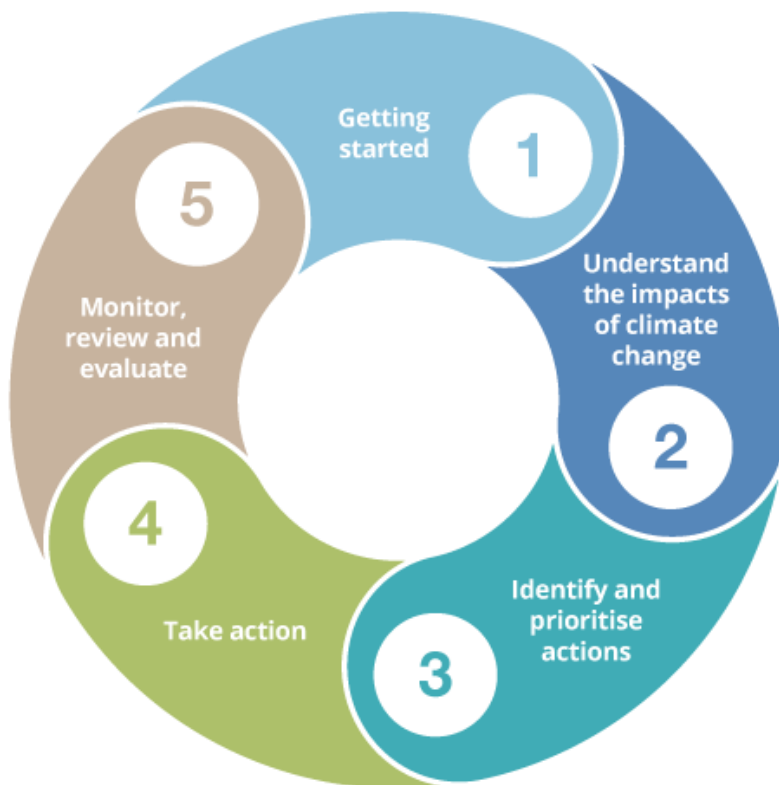 Getting
started
1
Understand
the impacts
of climate
change
2
Identify and
prioritise
actions
3
Take action
4
Monitor,
review and
evaluate
5